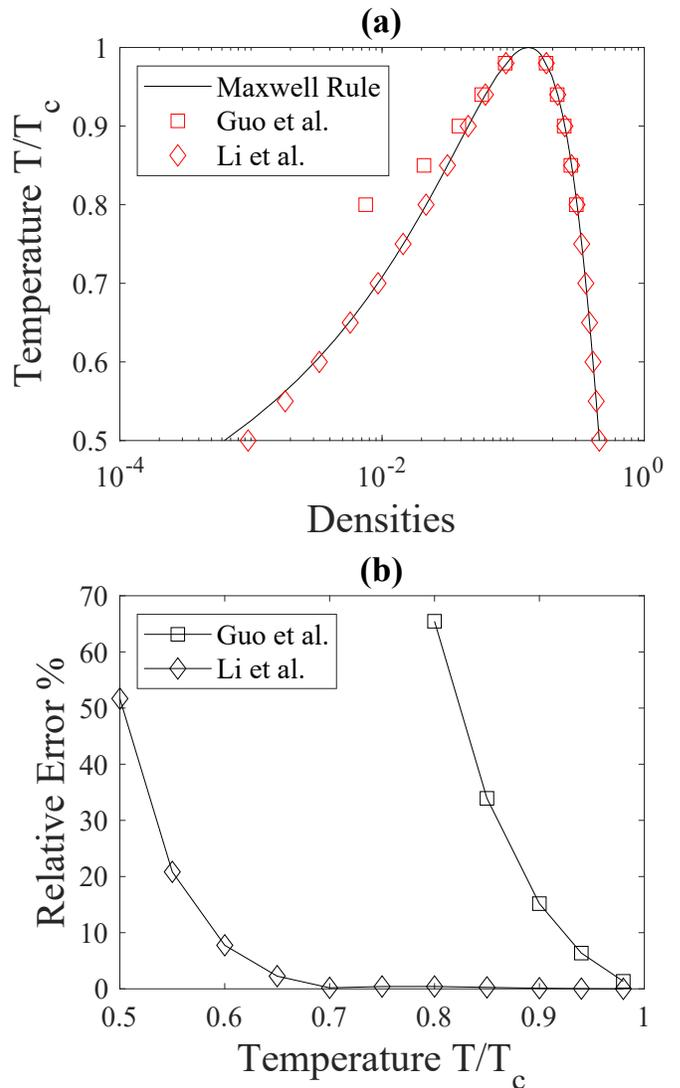 (a)
1
0.9
0.8
0.7
0.6
0.5
Temperature T/T_c
Maxwell Rule
Guo et al.
Li et al.
10^-4
10^-2
10^0
Densities
(b)
70
60
50
40
30
20
10
0
Relative Error %
Guo et al.
Li et al.
0.5
0.6
0.7
0.8
0.9
1
Temperature T/T_c